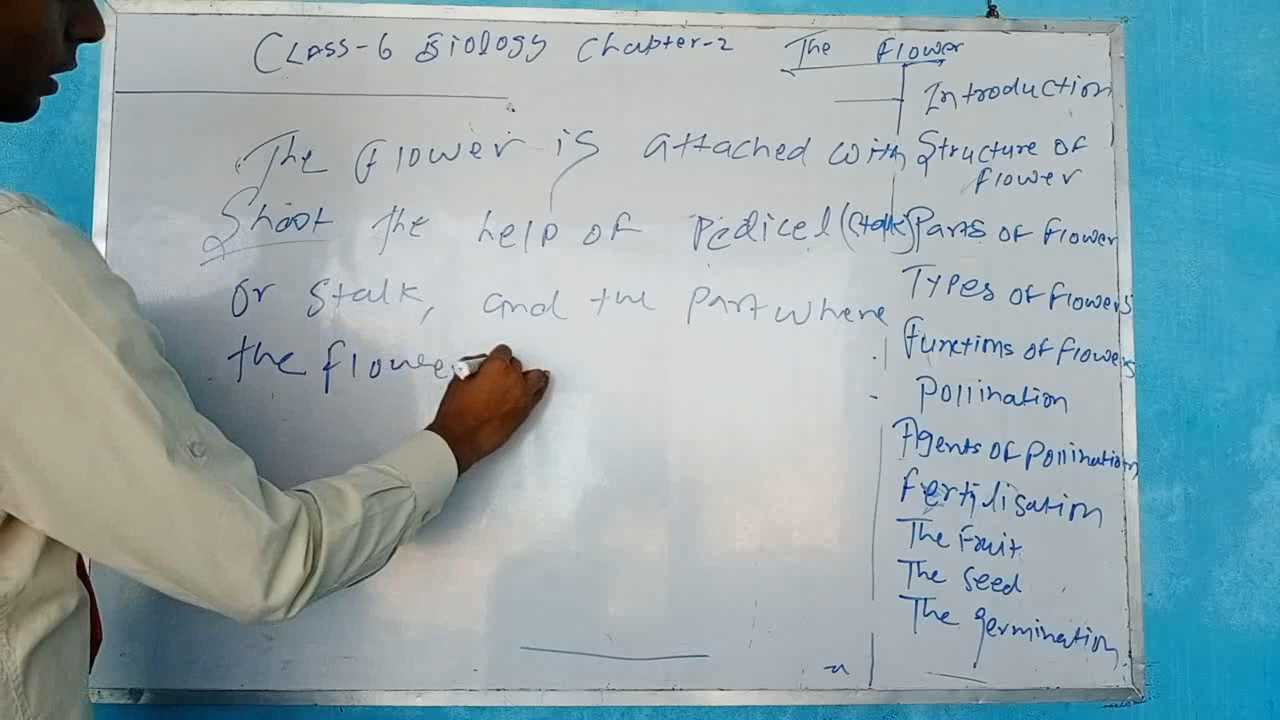 Class-6 Biology Chapter-2 The Flower
The flower is attached with
Shoot the help of Pedicel (stalk)
or stalk, and the part where
the flower
Introduction
Structure of
flower
Parts of flower
Types of flowers
Functions of flowers
Pollination
Agents of pollination
Fertilisation
The Fruit
The seed
The germination